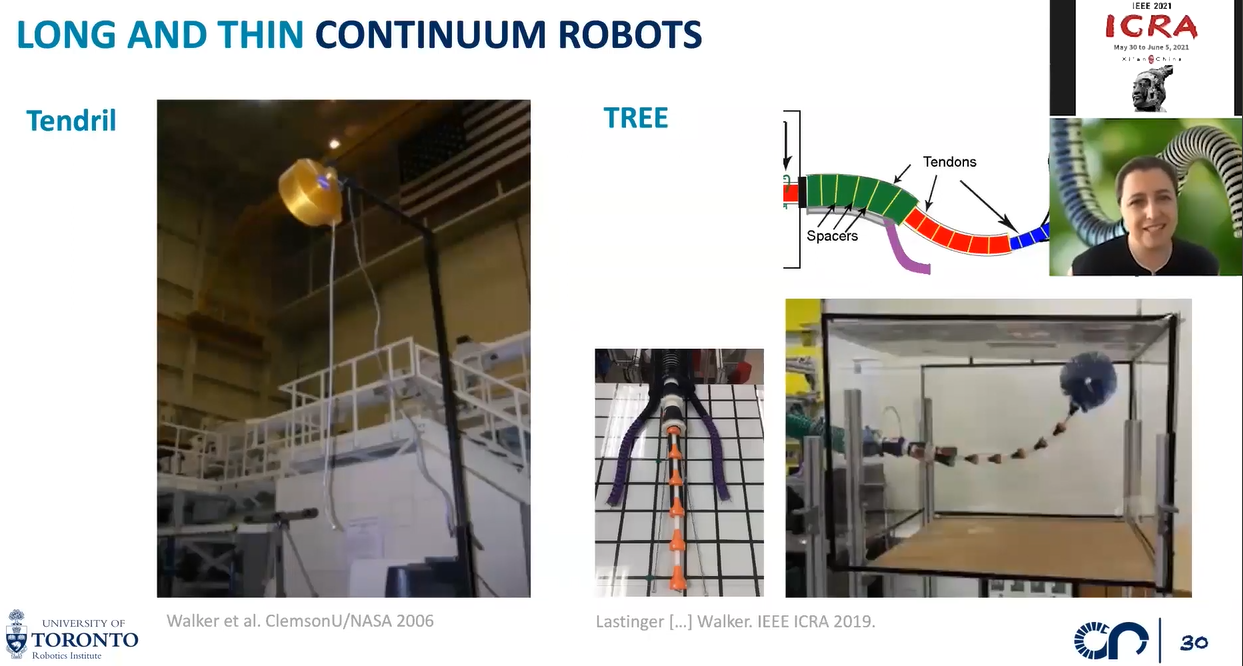 LONG AND THIN CONTINUUM ROBOTS
IEEE 2021
ICRA
May 30 to June 5, 2021
Xi'an China
Tendril
TREE
Tendons
Spacers
Walker et al. ClemsonU/NASA 2006
Lastinger [...] Walker. IEEE ICRA 2019.
UNIVERSITY OF
TORONTO
Robotics Institute
30